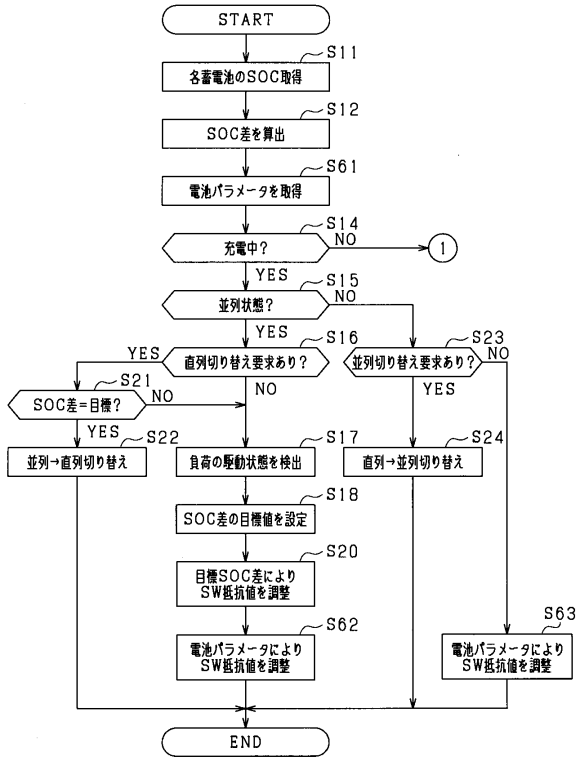 START
S11
各蓄電池のSOC取得
S12
SOC差を算出
S61
電池パラメータを取得
S14
充電中?
NO
1
YES
S15
並列状態?
NO
YES
S16
直列切り替え要求あり?
YES
NO
S23
並列切り替え要求あり?
NO
YES
S21
SOC差=目標?
NO
YES
S22
並列→直列切り替え
S17
負荷の駆動状態を検出
S24
直列→並列切り替え
S18
SOC差の目標値を設定
S20
目標SOC差により
SW抵抗値を調整
S62
電池パラメータにより
SW抵抗値を調整
S63
電池パラメータにより
SW抵抗値を調整
END